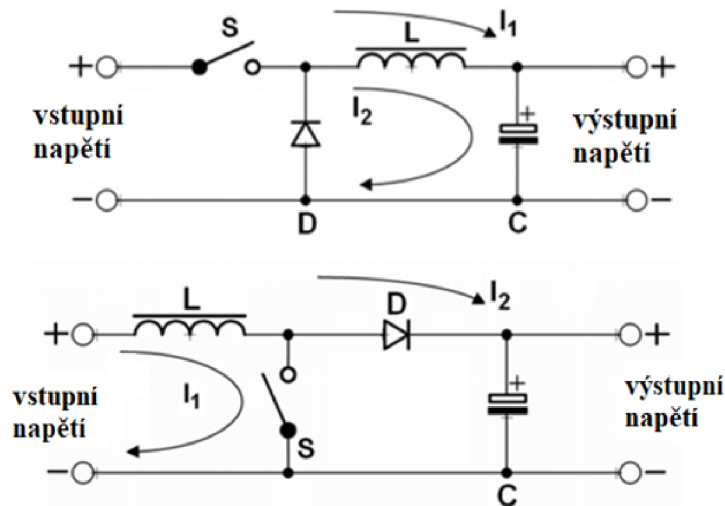 S
L
I1
+
+
vstupní
napětí
I2
+
výstupní
napětí
−
−
D
C
L
D
I2
+
+
vstupní
napětí
I1
+
výstupní
napětí
S
−
−
C